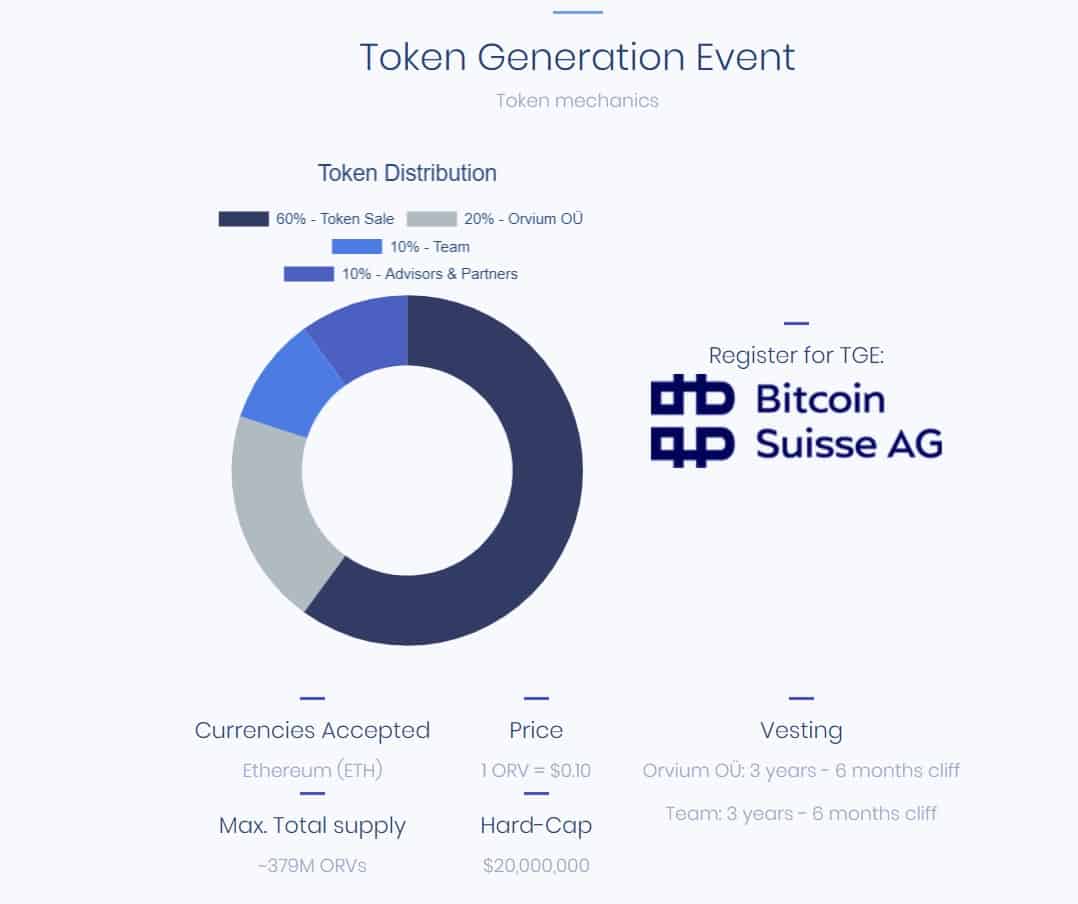 Token Generation Event
Token mechanics
Token Distribution
60% - Token Sale
20% - Orvium OÜ
10% - Team
10% - Advisors & Partners
Register for TGE:
Bitcoin
Suisse AG
Currencies Accepted
Ethereum (ETH)
Price
1 ORV = $0.10
Vesting
Orvium OÜ: 3 years - 6 months cliff
Team: 3 years - 6 months cliff
Max. Total supply
~379M ORVs
Hard-Cap
$20,000,000